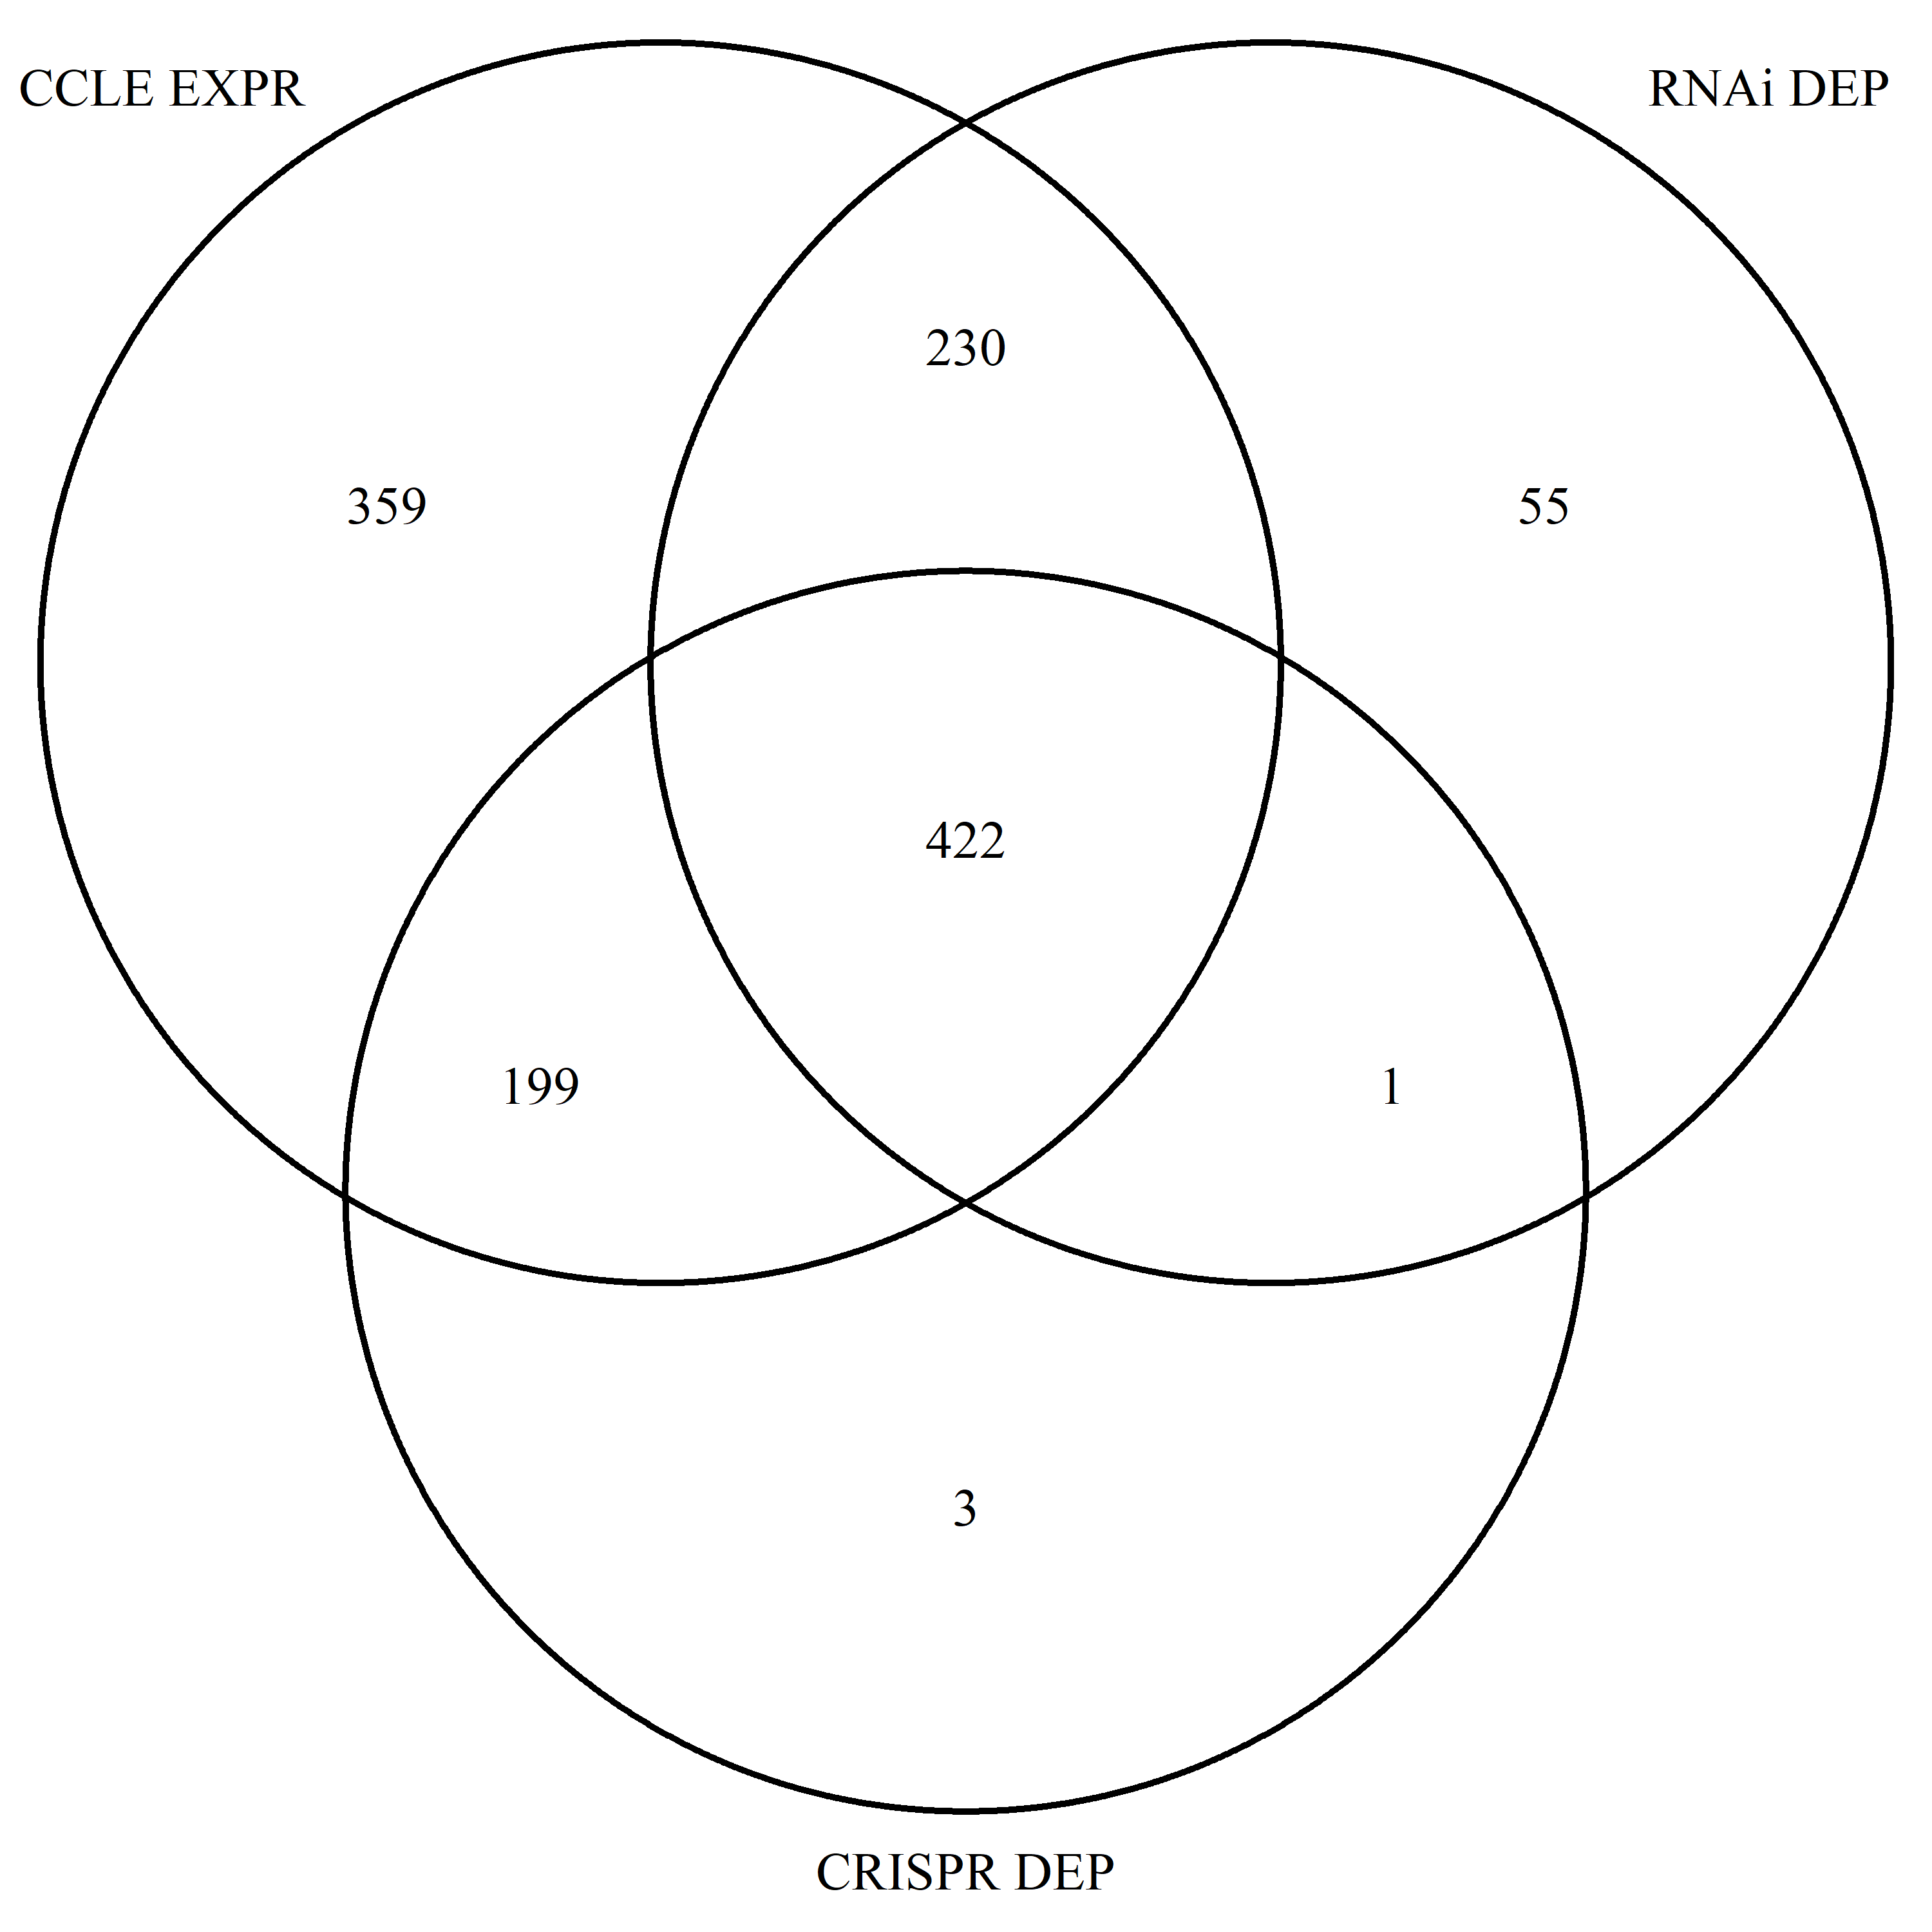 CCLE EXPR
RNAi DEP
230
359
55
422
199
1
3
CRISPR DEP